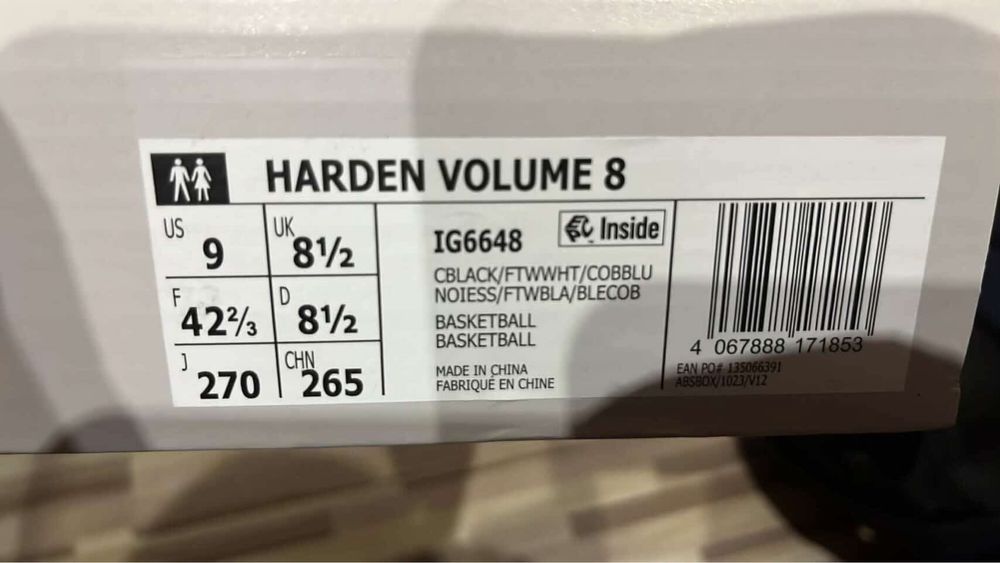 HARDEN VOLUME 8
US 9
UK 8½
F 42⅔
D 8½
J 270
CHN 265
IG6648
Inside
CBLACK/FTWWHT/COBBLU
NOIESS/FTWBLA/BLECOB
BASKETBALL
BASKETBALL
MADE IN CHINA
FABRIQUÉ EN CHINE
4 067888 171853
EAN PO# 135066391
ABSBOX/1023/V12